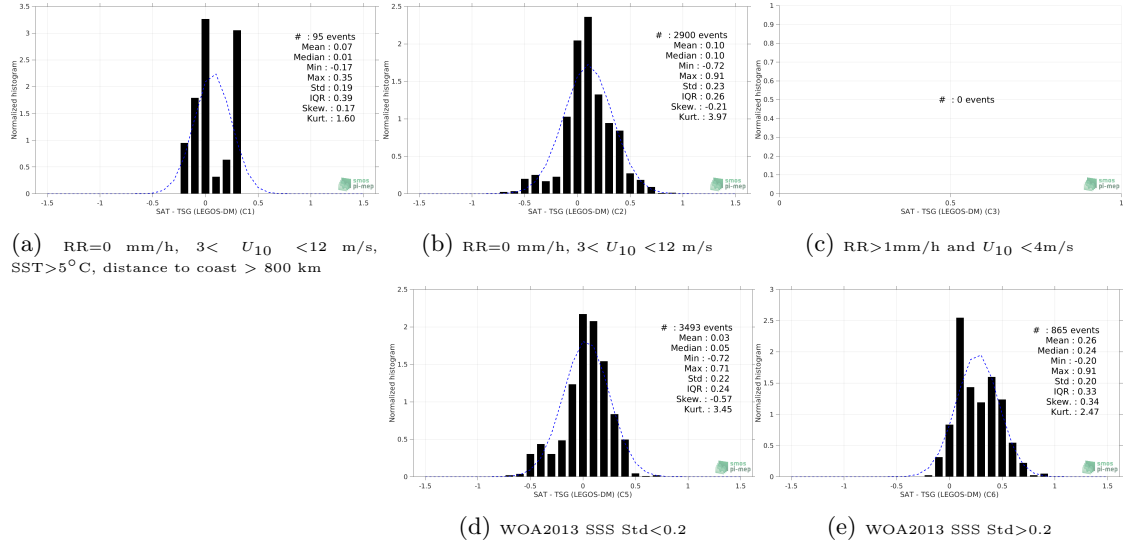 3.5
3
2.5
2
1.5
1
0.5
0
Normalized histogram
# : 95 events
Mean : 0.07
Median : 0.01
Min : -0.17
Max : 0.35
Std : 0.19
IQR : 0.39
Skew. : 0.17
Kurt. : 1.60
smos
pi-mep
-1.5 -1 -0.5 0 0.5 1 1.5
SAT - TSG (LEGOS-DM) (C1)
(a) RR=0 mm/h, 3< U10 <12 m/s,
SST>5°C, distance to coast > 800 km
2.5
2
1.5
1
0.5
0
Normalized histogram
# : 2900 events
Mean : 0.10
Median : 0.10
Min : -0.72
Max : 0.91
Std : 0.23
IQR : 0.26
Skew. : -0.21
Kurt. : 3.97
smos
pi-mep
-1.5 -1 -0.5 0 0.5 1 1.5
SAT - TSG (LEGOS-DM) (C2)
(b) RR=0 mm/h, 3< U10 <12 m/s
1
0.9
0.8
0.7
0.6
0.5
0.4
0.3
0.2
0.1
0
Normalized histogram
# : 0 events
smos
pi-mep
0 0.5 1
SAT - TSG (LEGOS-DM) (C3)
(c) RR>1mm/h and U10 <4m/s
2.5
2
1.5
1
0.5
0
Normalized histogram
# : 3493 events
Mean : 0.03
Median : 0.05
Min : -0.72
Max : 0.71
Std : 0.22
IQR : 0.24
Skew. : -0.57
Kurt. : 3.45
smos
pi-mep
-1.5 -1 -0.5 0 0.5 1 1.5
SAT - TSG (LEGOS-DM) (C5)
(d) WOA2013 SSS Std<0.2
3
2.5
2
1.5
1
0.5
0
Normalized histogram
# : 865 events
Mean : 0.26
Median : 0.24
Min : -0.20
Max : 0.91
Std : 0.20
IQR : 0.33
Skew. : 0.34
Kurt. : 2.47
smos
pi-mep
-1.5 -1 -0.5 0 0.5 1 1.5
SAT - TSG (LEGOS-DM) (C6)
(e) WOA2013 SSS Std>0.2